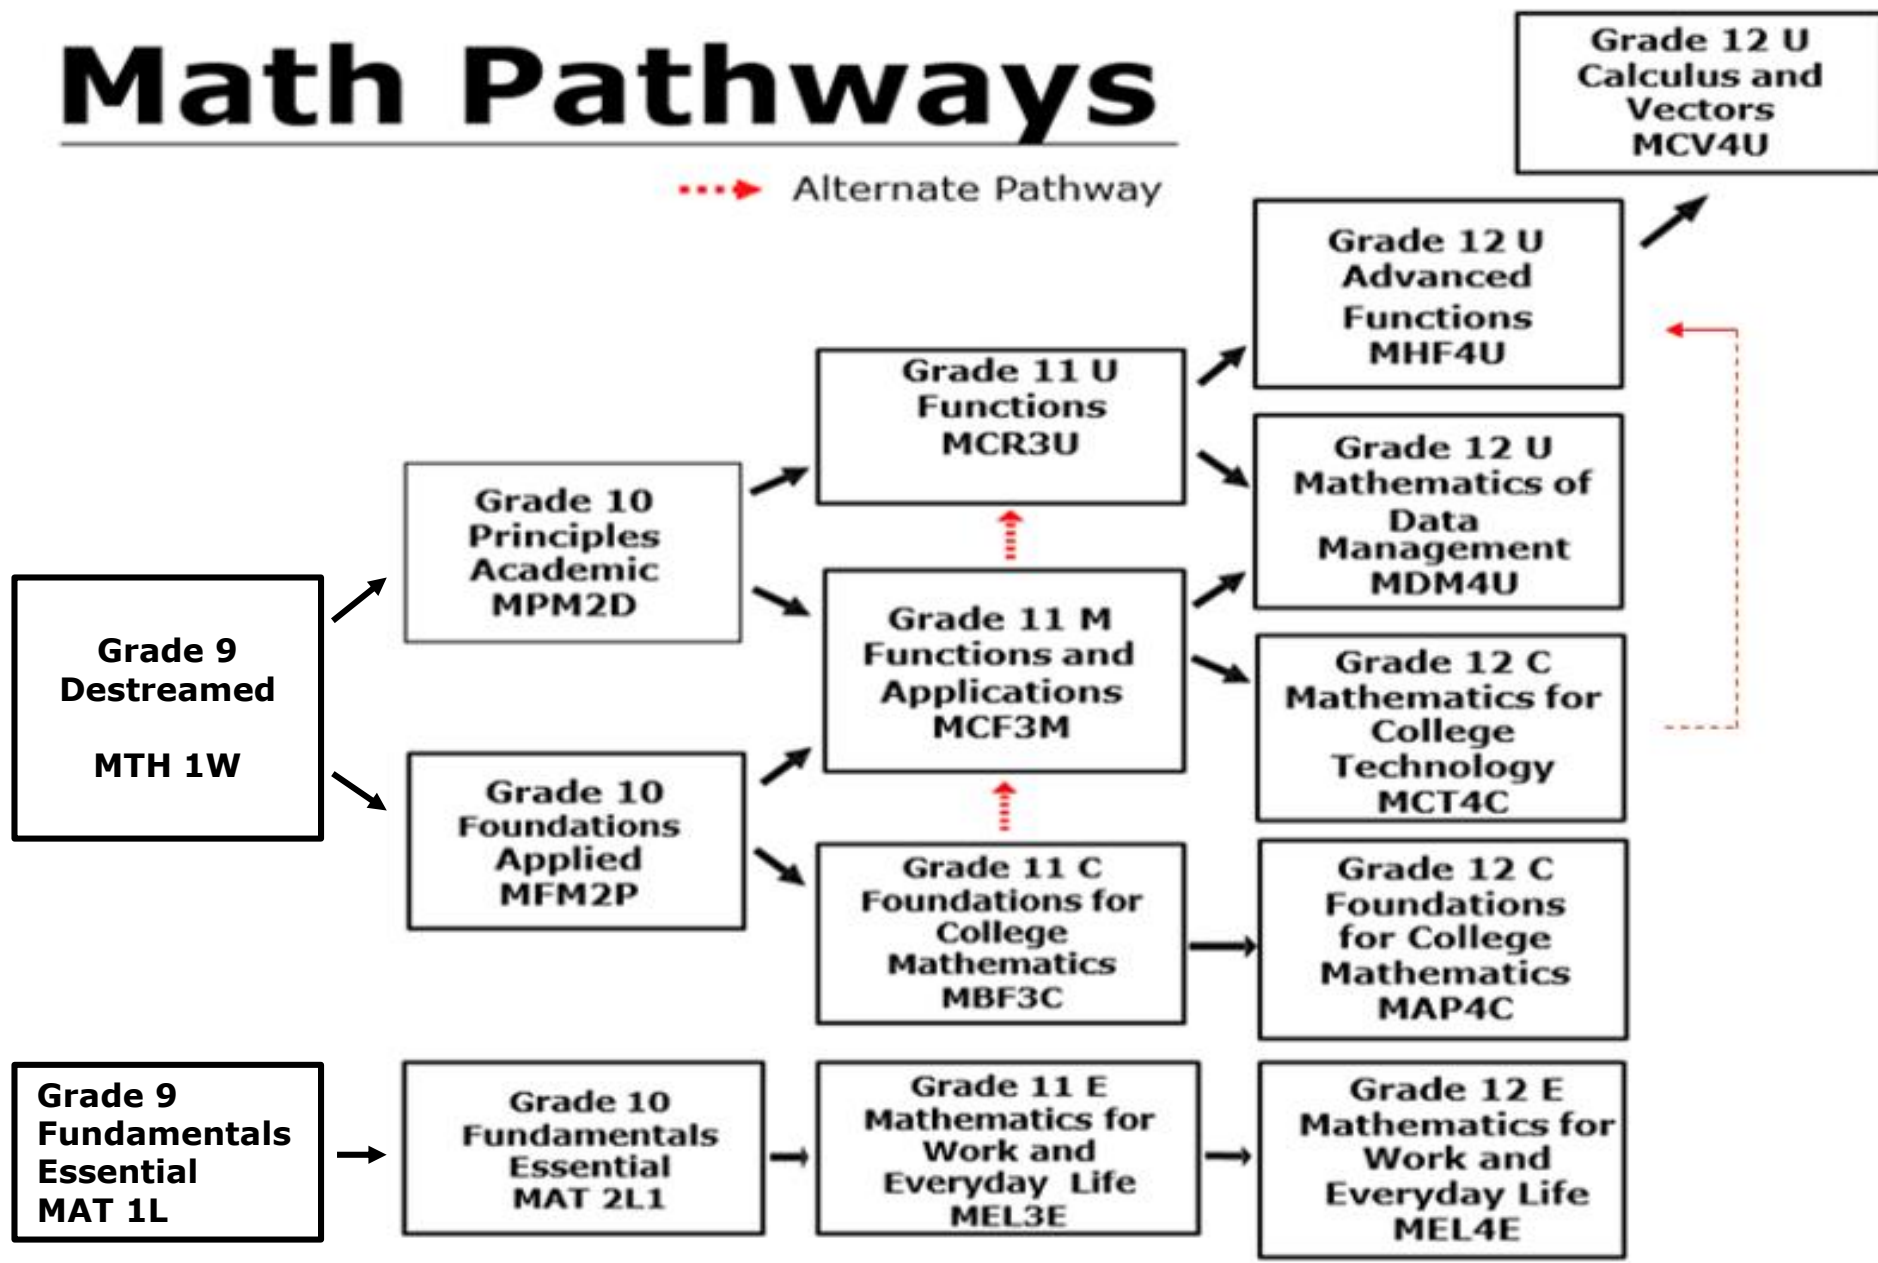 Math Pathways
Alternate Pathway
Grade 12 U
Calculus and
Vectors
MCV4U
Grade 12 U
Advanced
Functions
MHF4U
Grade 11 U
Functions
MCR3U
Grade 12 U
Mathematics of
Data
Management
MDM4U
Grade 10
Principles
Academic
MPM2D
Grade 9
Destreamed
MTH 1W
Grade 11 M
Functions and
Applications
MCF3M
Grade 12 C
Mathematics for
College
Technology
MCT4C
Grade 10
Foundations
Applied
MFM2P
Grade 11 C
Foundations for
College
Mathematics
MBF3C
Grade 12 C
Foundations
for College
Mathematics
MAP4C
Grade 9
Fundamentals
Essential
MAT 1L
Grade 10
Fundamentals
Essential
MAT 2L1
Grade 11 E
Mathematics for
Work and
Everyday Life
MEL3E
Grade 12 E
Mathematics for
Work and
Everyday Life
MEL4E